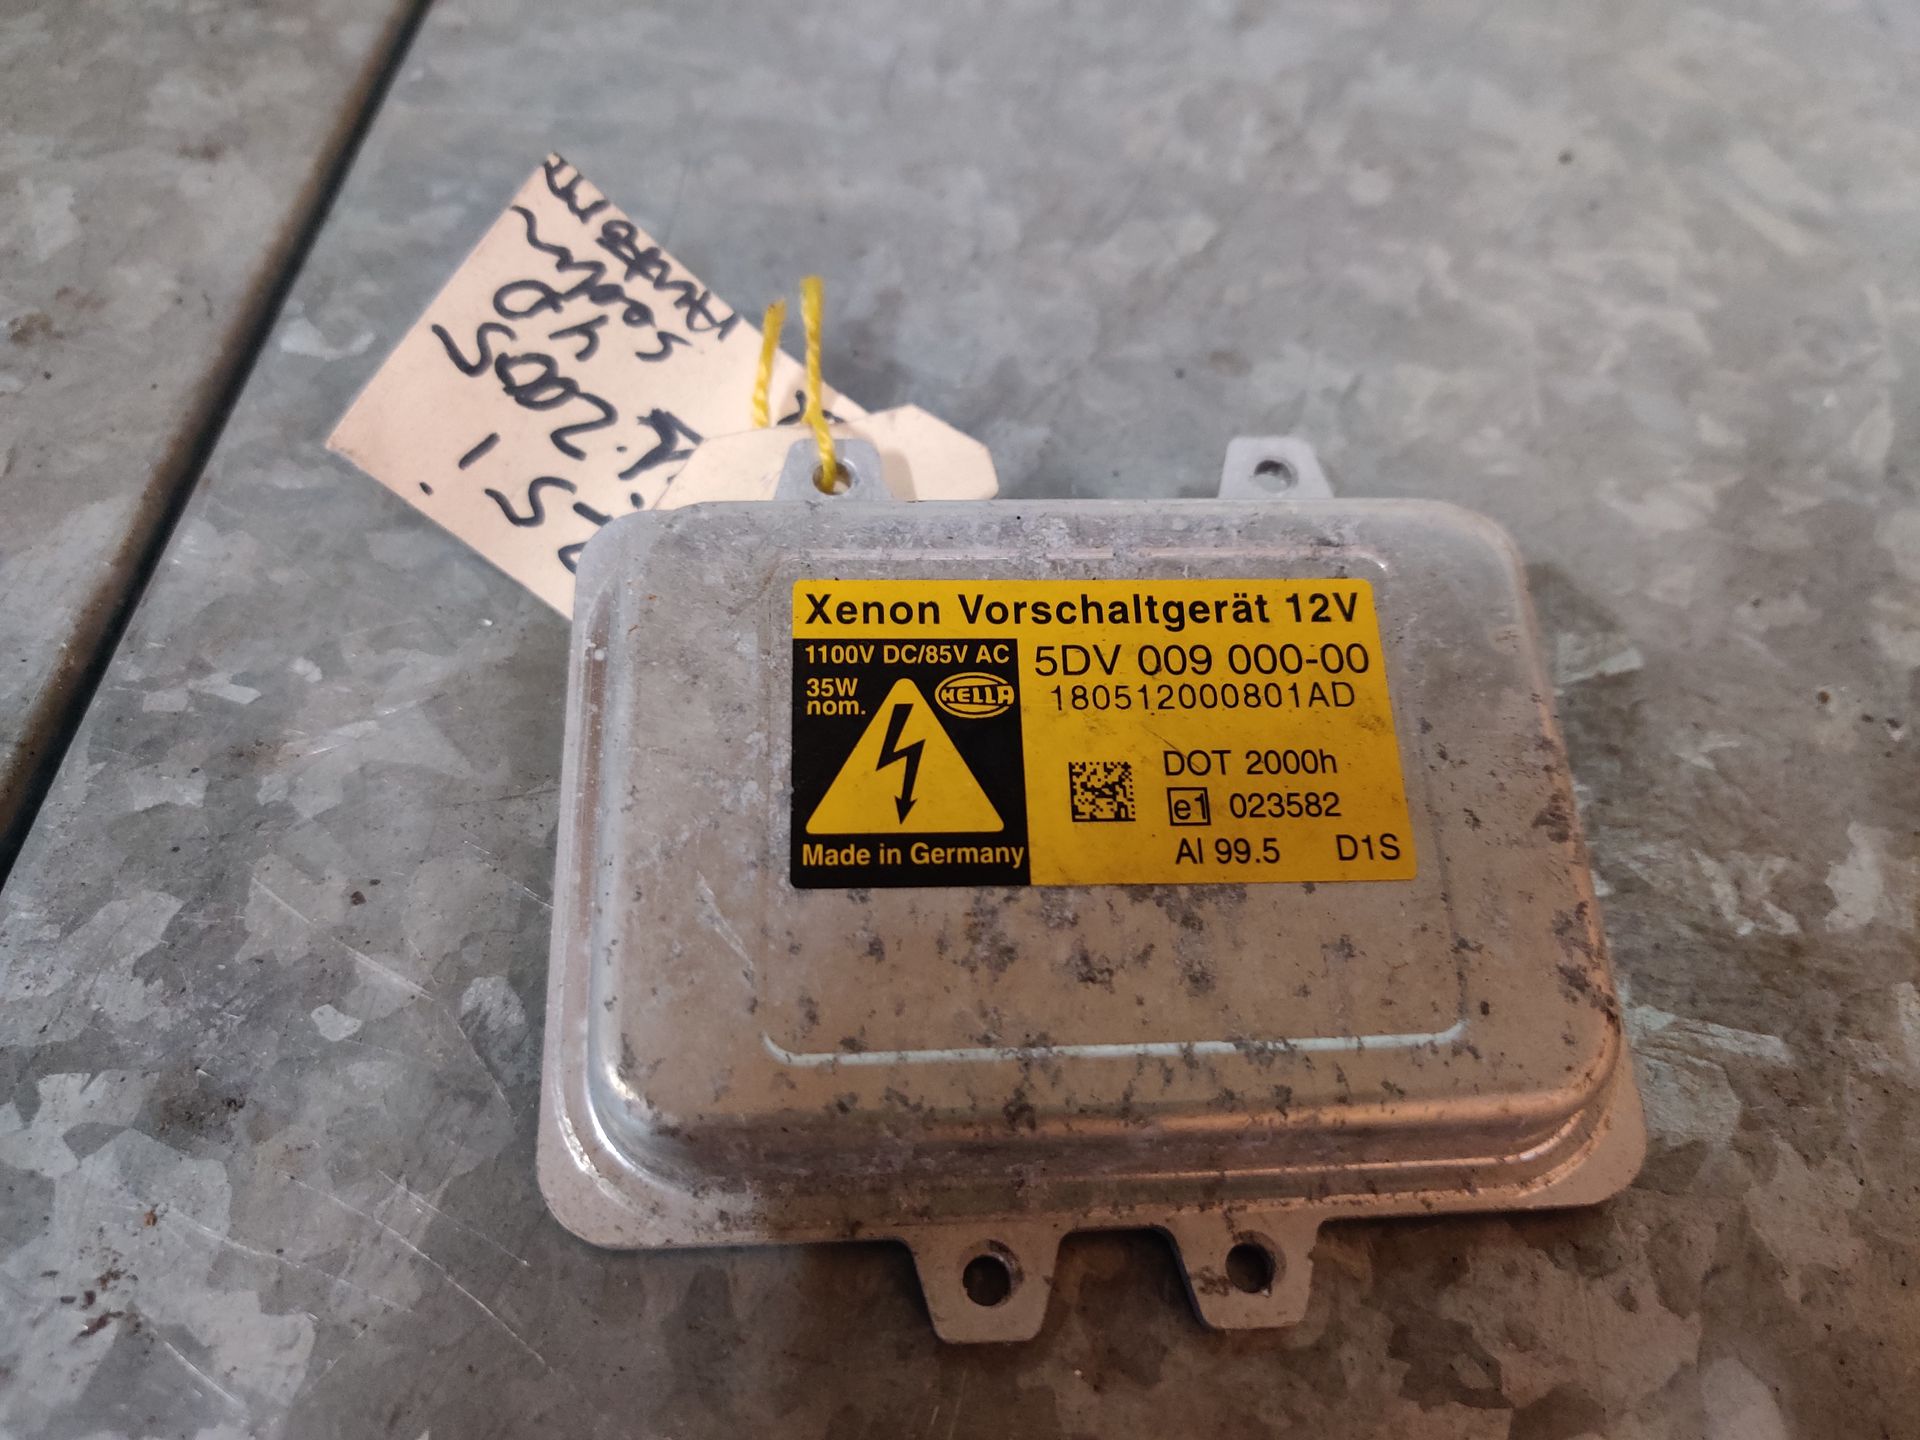 Xenon Vorschaltgerät 12V
1100V DC/85V AC
35W
nom.
HELLA
Made in Germany
5DV 009 000-00
180512000801AD
DOT 2000h
e1 023582
Al 99.5 D1S
2005